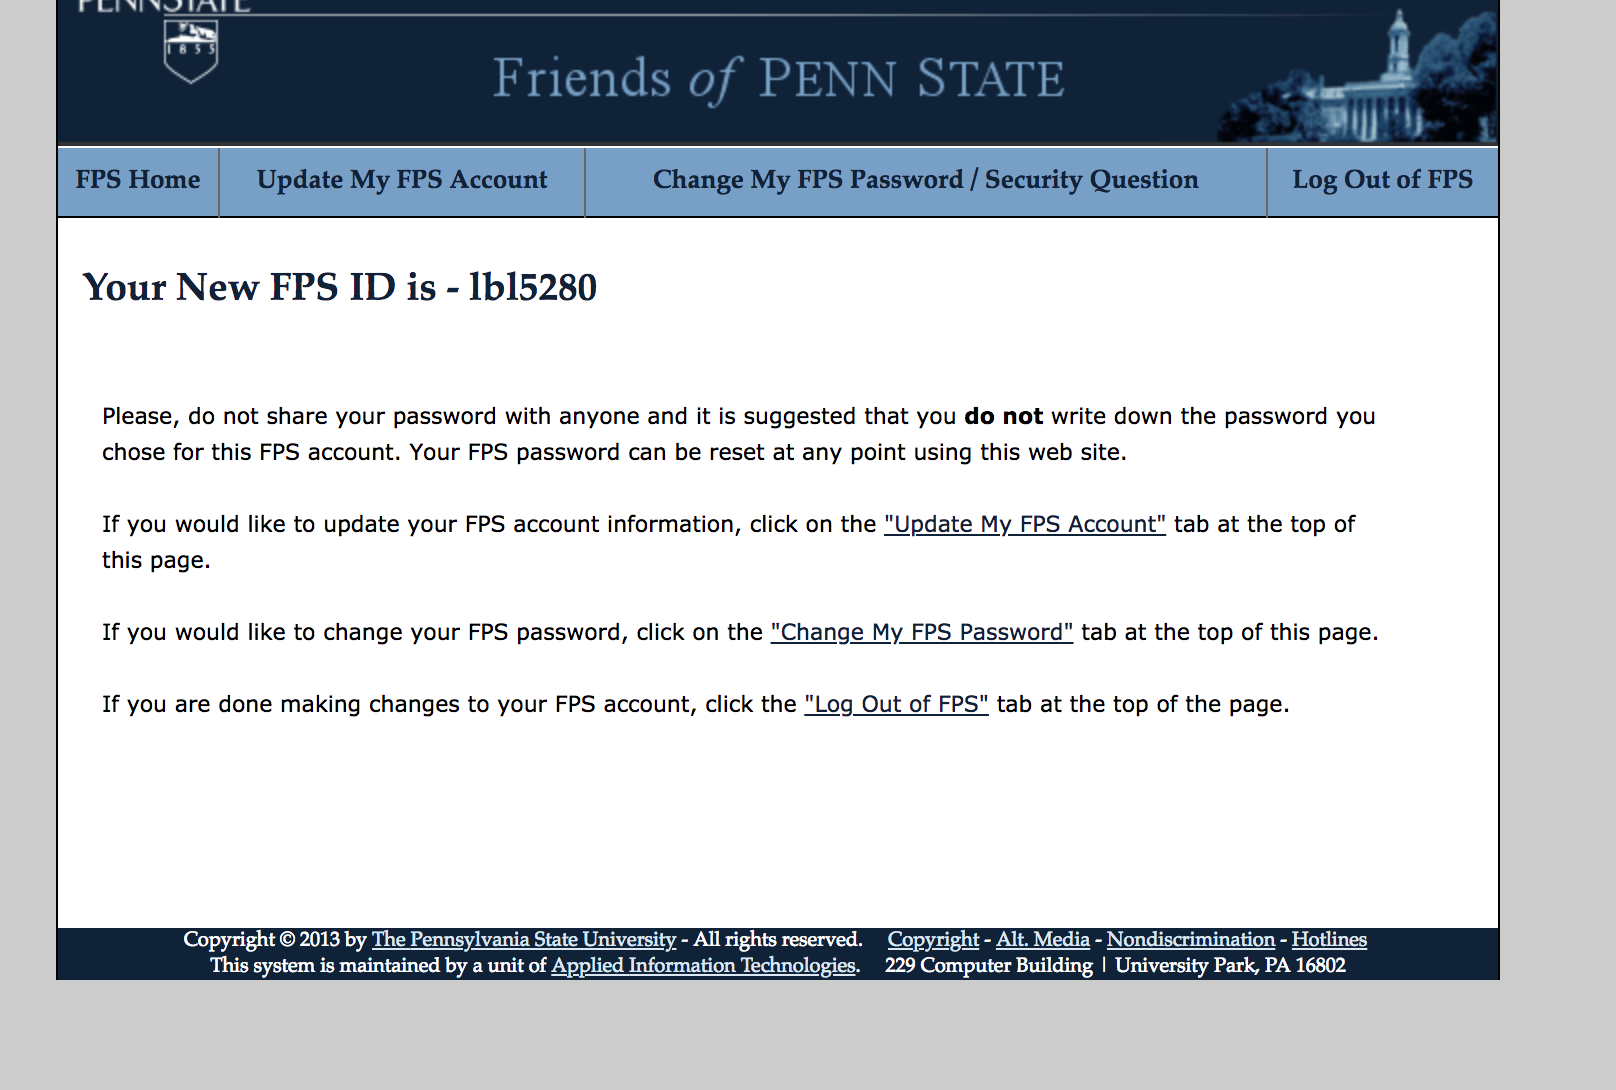 PENNSTATE
1855
Friends of PENN STATE
FPS Home Update My FPS Account Change My FPS Password / Security Question Log Out of FPS
Your New FPS ID is - lbl5280
Please, do not share your password with anyone and it is suggested that you do not write down the password you
chose for this FPS account. Your FPS password can be reset at any point using this web site.
If you would like to update your FPS account information, click on the "Update My FPS Account" tab at the top of
this page.
If you would like to change your FPS password, click on the "Change My FPS Password" tab at the top of this page.
If you are done making changes to your FPS account, click the "Log Out of FPS" tab at the top of the page.
Copyright © 2013 by The Pennsylvania State University - All rights reserved. Copyright - Alt. Media - Nondiscrimination - Hotlines
This system is maintained by a unit of Applied Information Technologies. 229 Computer Building | University Park, PA 16802